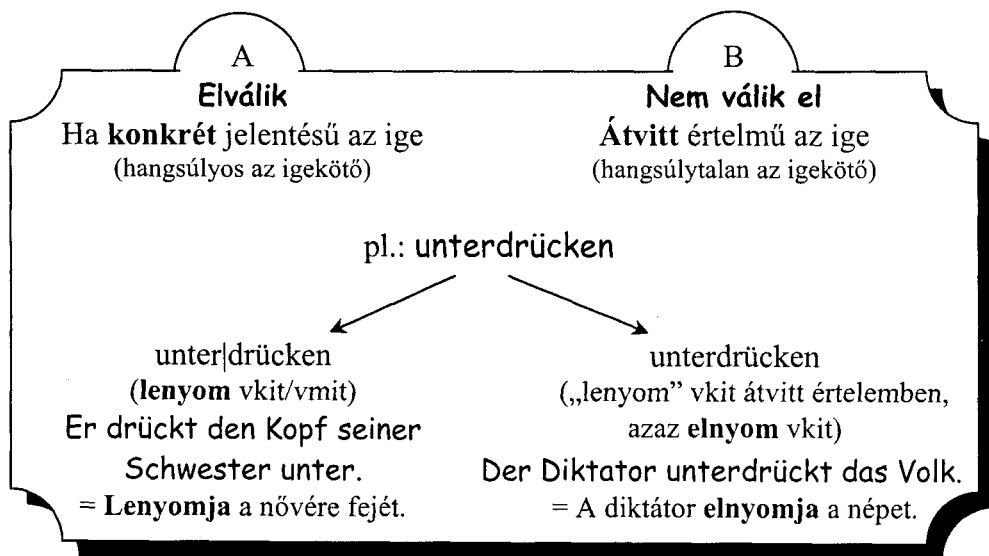 A
Elválik
Ha konkrét jelentésű az ige
(hangsúlyos az igekötő)
B
Nem válik el
Átvitt értelmű az ige
(hangsúlytalan az igekötő)
pl.: unterdrücken
unter|drücken
(lenyom vkit/vmit)
Er drückt den Kopf seiner
Schwester unter.
= Lenyomja a nővére fejét.
unterdrücken
(„lenyom” vkit átvitt értelemben,
azaz elnyom vkit)
Der Diktator unterdrückt das Volk.
= A diktátor elnyomja a népet.